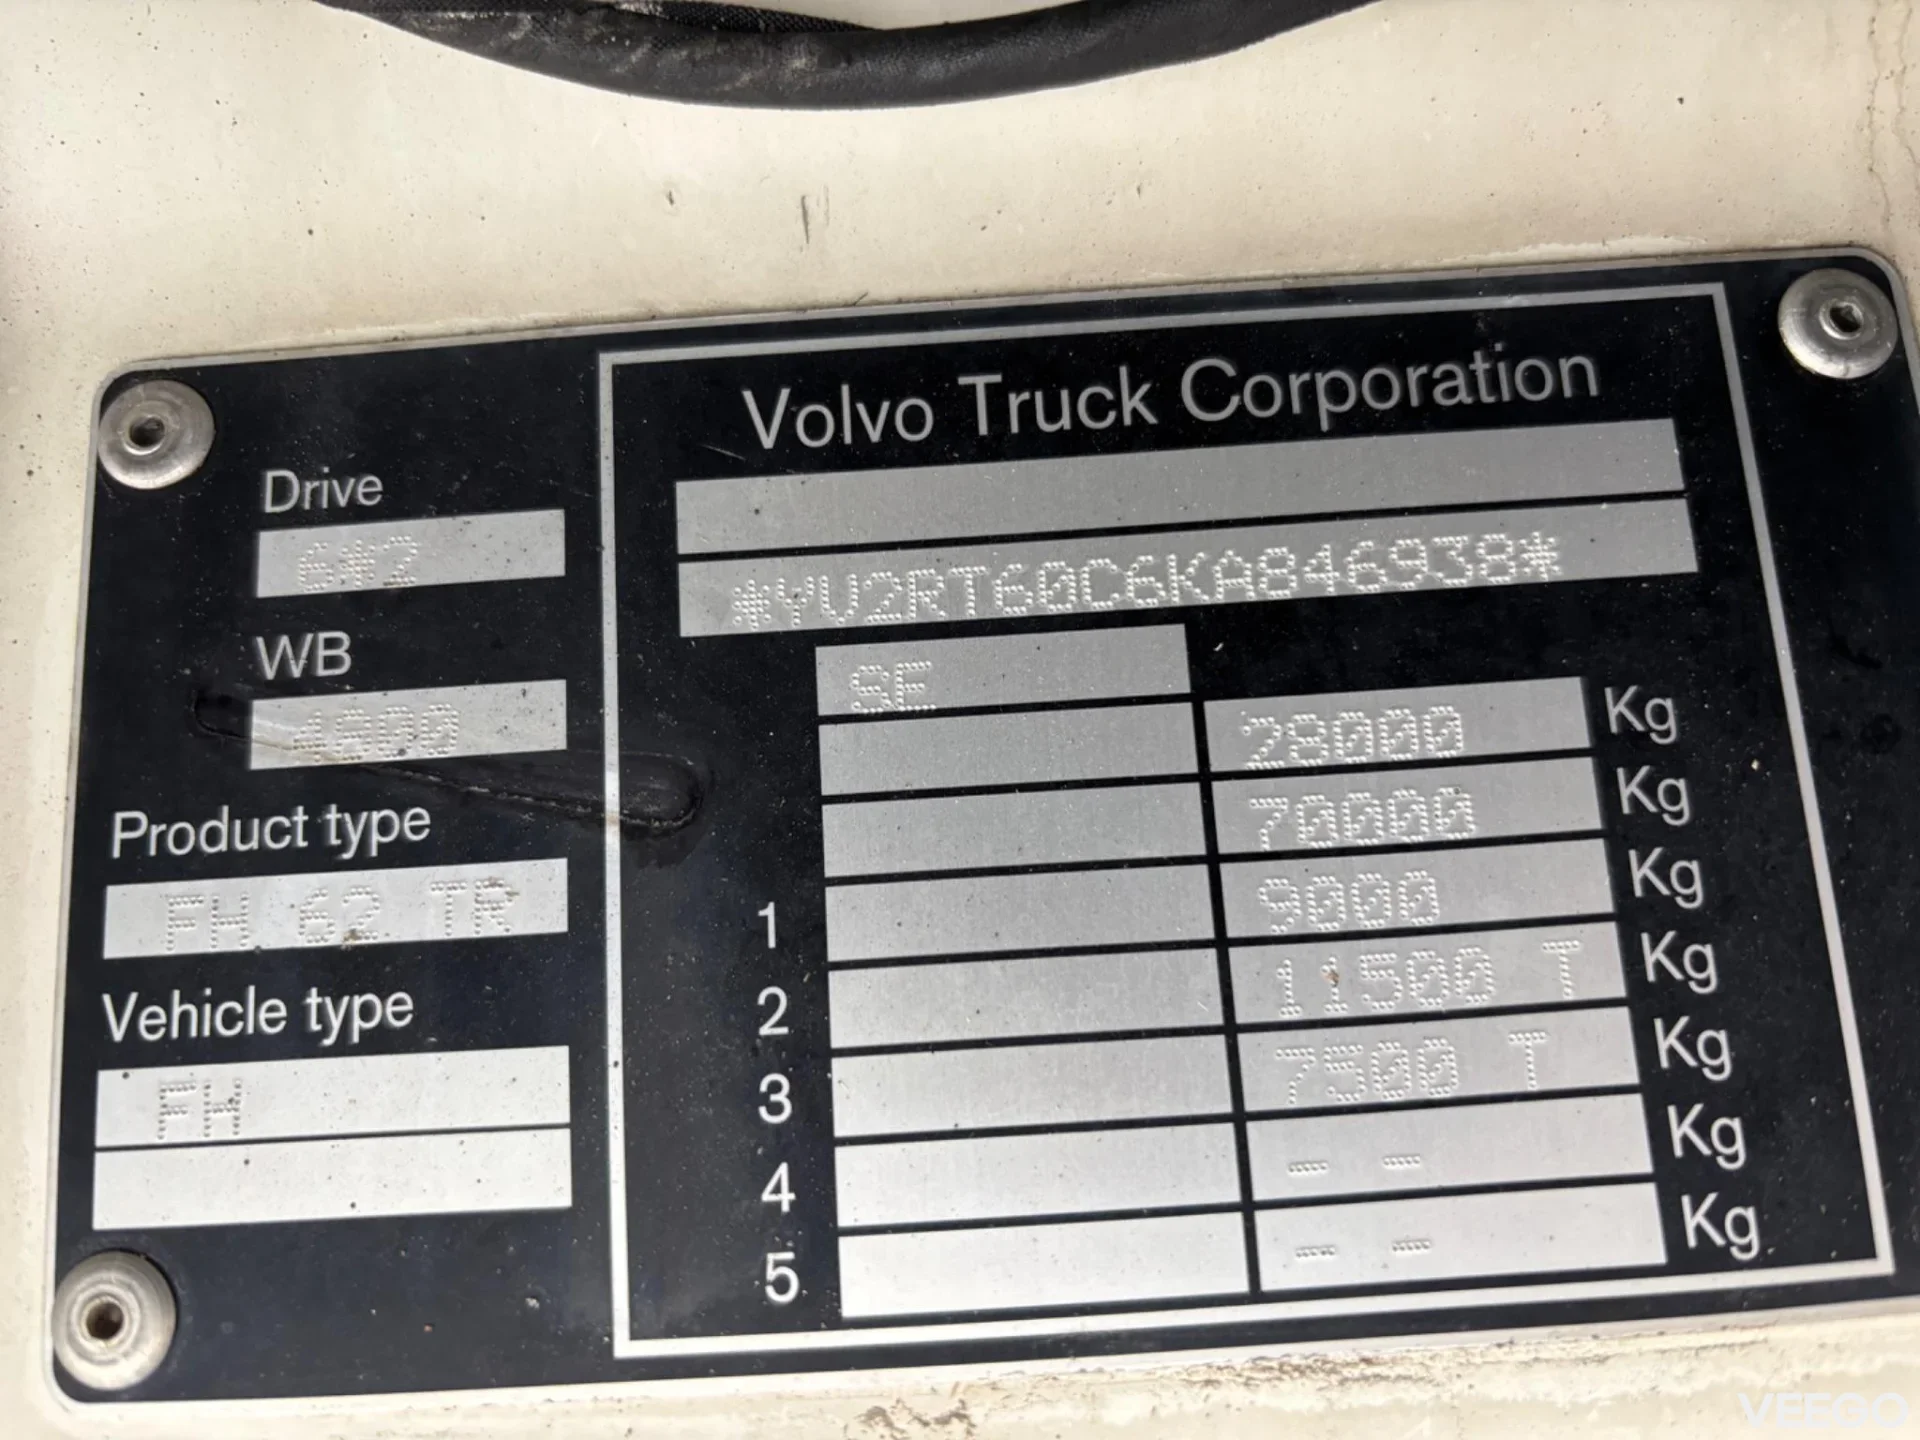 Volvo Truck Corporation
Drive
6*2
WB
4800
Product type
FH 62 TR
Vehicle type
FH
*YV2RT60C6KA846938*
SE
28000 Kg
70000 Kg
1 9000 Kg
2 11500 T Kg
3 7500 T Kg
4 - - Kg
5 - - Kg
VEEGO